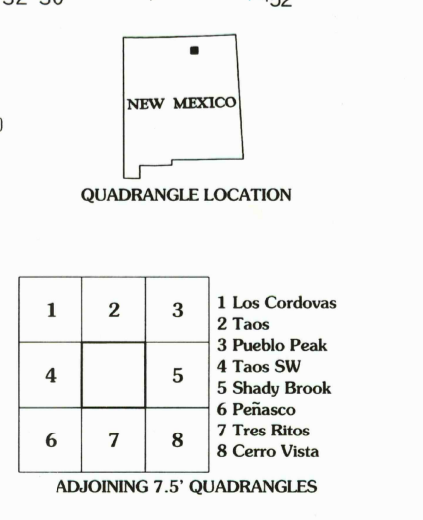 NEW MEXICO
QUADRANGLE LOCATION
1 2 3
4 5
6 7 8
1 Los Cordovas
2 Taos
3 Pueblo Peak
4 Taos SW
5 Shady Brook
6 Peñasco
7 Tres Ritos
8 Cerro Vista
ADJOINING 7.5' QUADRANGLES